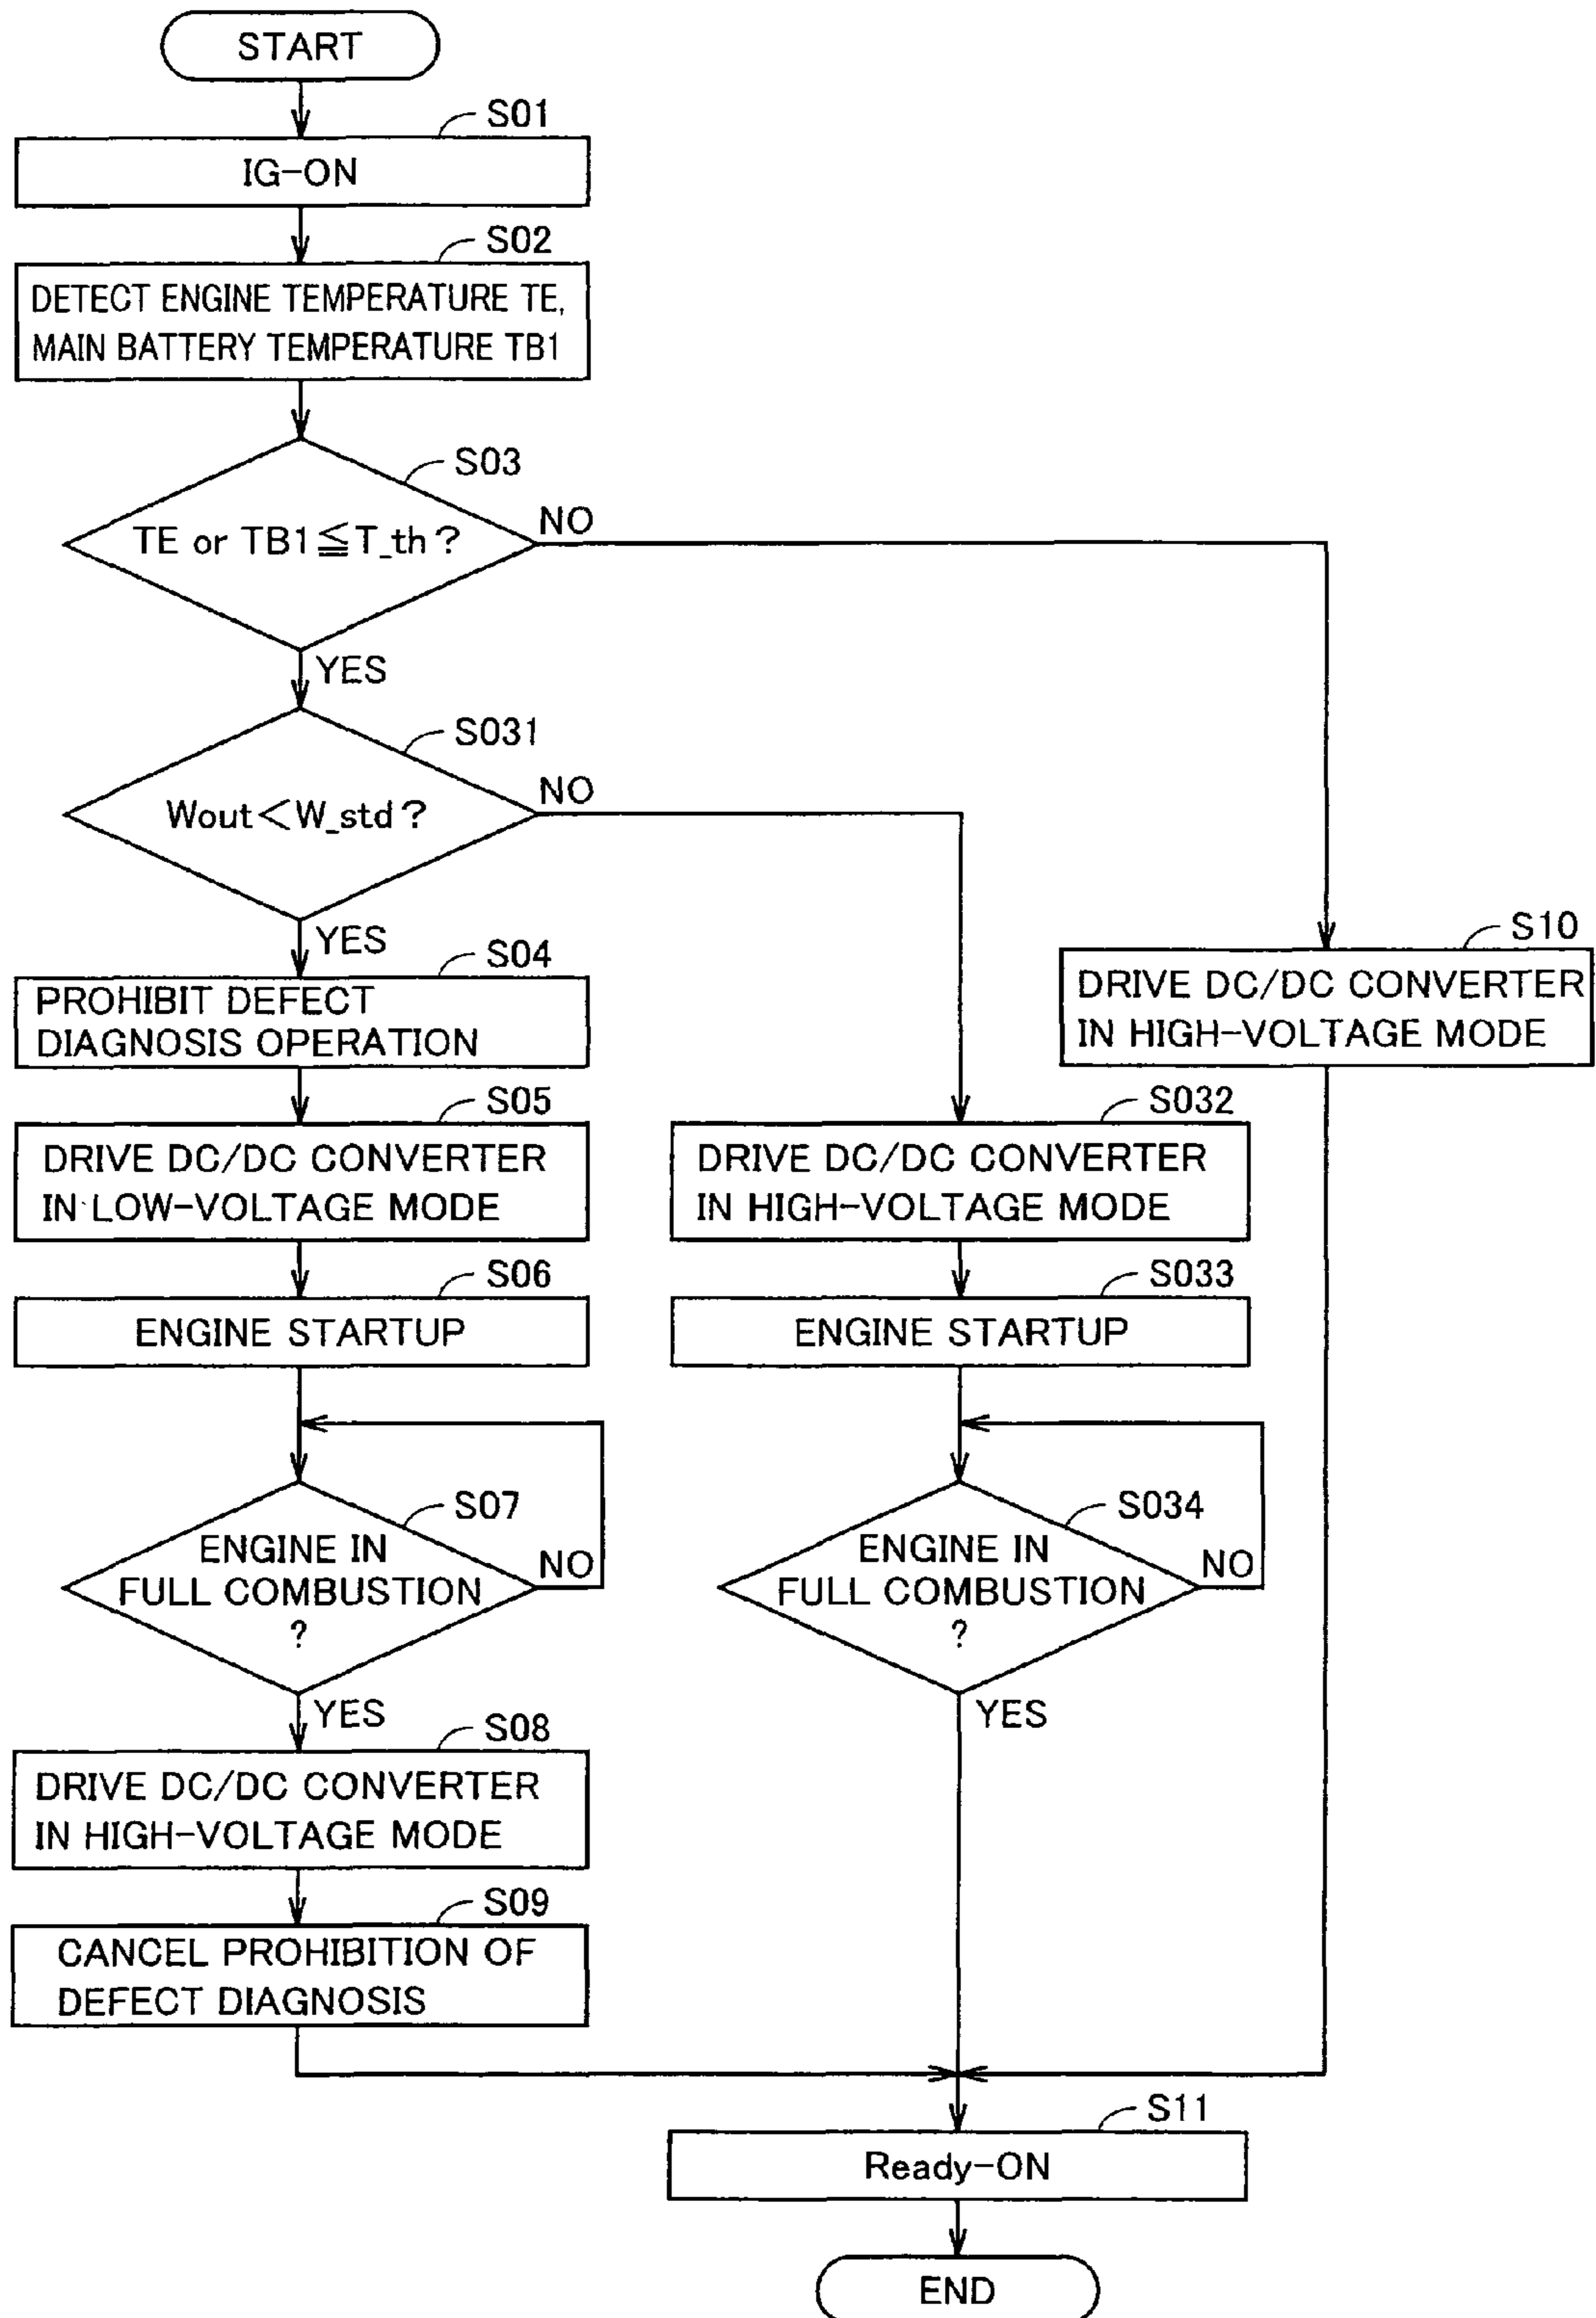 START
S01
IG-ON
S02
DETECT ENGINE TEMPERATURE TE,
MAIN BATTERY TEMPERATURE TB1
S03
TE or TB1≦T_th?
NO
YES
S031
Wout<W_std?
NO
YES
S04
PROHIBIT DEFECT
DIAGNOSIS OPERATION
S10
DRIVE DC/DC CONVERTER
IN HIGH-VOLTAGE MODE
S05
DRIVE DC/DC CONVERTER
IN LOW-VOLTAGE MODE
S032
DRIVE DC/DC CONVERTER
IN HIGH-VOLTAGE MODE
S06
ENGINE STARTUP
S033
ENGINE STARTUP
S07
ENGINE IN
FULL COMBUSTION
?
NO
YES
S034
ENGINE IN
FULL COMBUSTION
?
NO
YES
S08
DRIVE DC/DC CONVERTER
IN HIGH-VOLTAGE MODE
S09
CANCEL PROHIBITION OF
DEFECT DIAGNOSIS
S11
Ready-ON
END